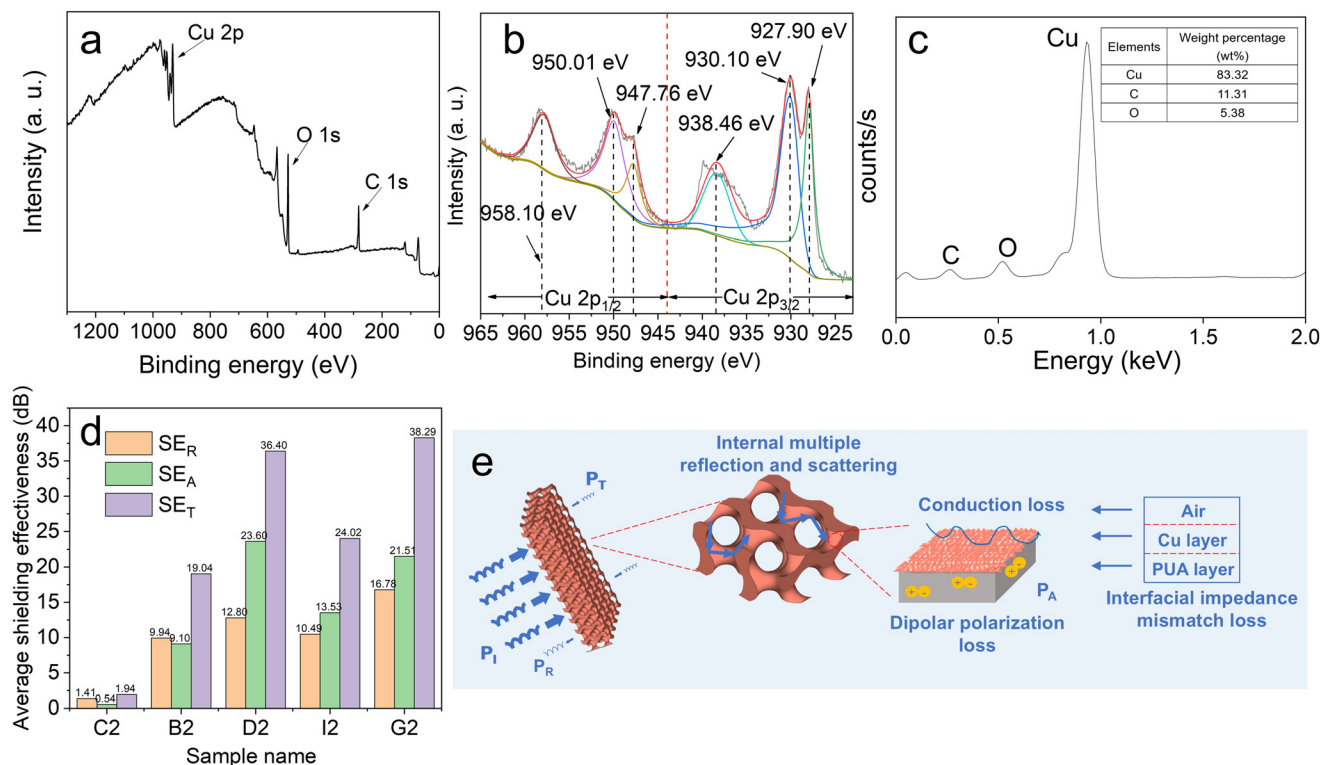 a
Cu 2p
O 1s
C 1s
Intensity (a. u.)
1200 1000 800 600 400 200 0
Binding energy (eV)
b
927.90 eV
930.10 eV
950.01 eV
947.76 eV
938.46 eV
958.10 eV
Cu 2p1/2
Cu 2p3/2
Intensity (a. u.)
965 960 955 950 945 940 935 930 925
Binding energy (eV)
c
Cu
C
O
Elements Weight percentage (wt%)
Cu 83.32
C 11.31
O 5.38
counts/s
0.0 0.5 1.0 1.5 2.0
Energy (keV)
d
SER
SEA
SET
Average shielding effectiveness (dB)
40
35
30
25
20
15
10
5
0
1.41 0.54 1.94
9.94 9.10 19.04
12.80 23.60 36.40
10.49 13.53 24.02
16.78 21.51 38.29
C2 B2 D2 I2 G2
Sample name
e
Internal multiple
reflection and scattering
PT
PI
PR
Conduction loss
PA
Dipolar polarization
loss
Air
Cu layer
PUA layer
Interfacial impedance
mismatch loss